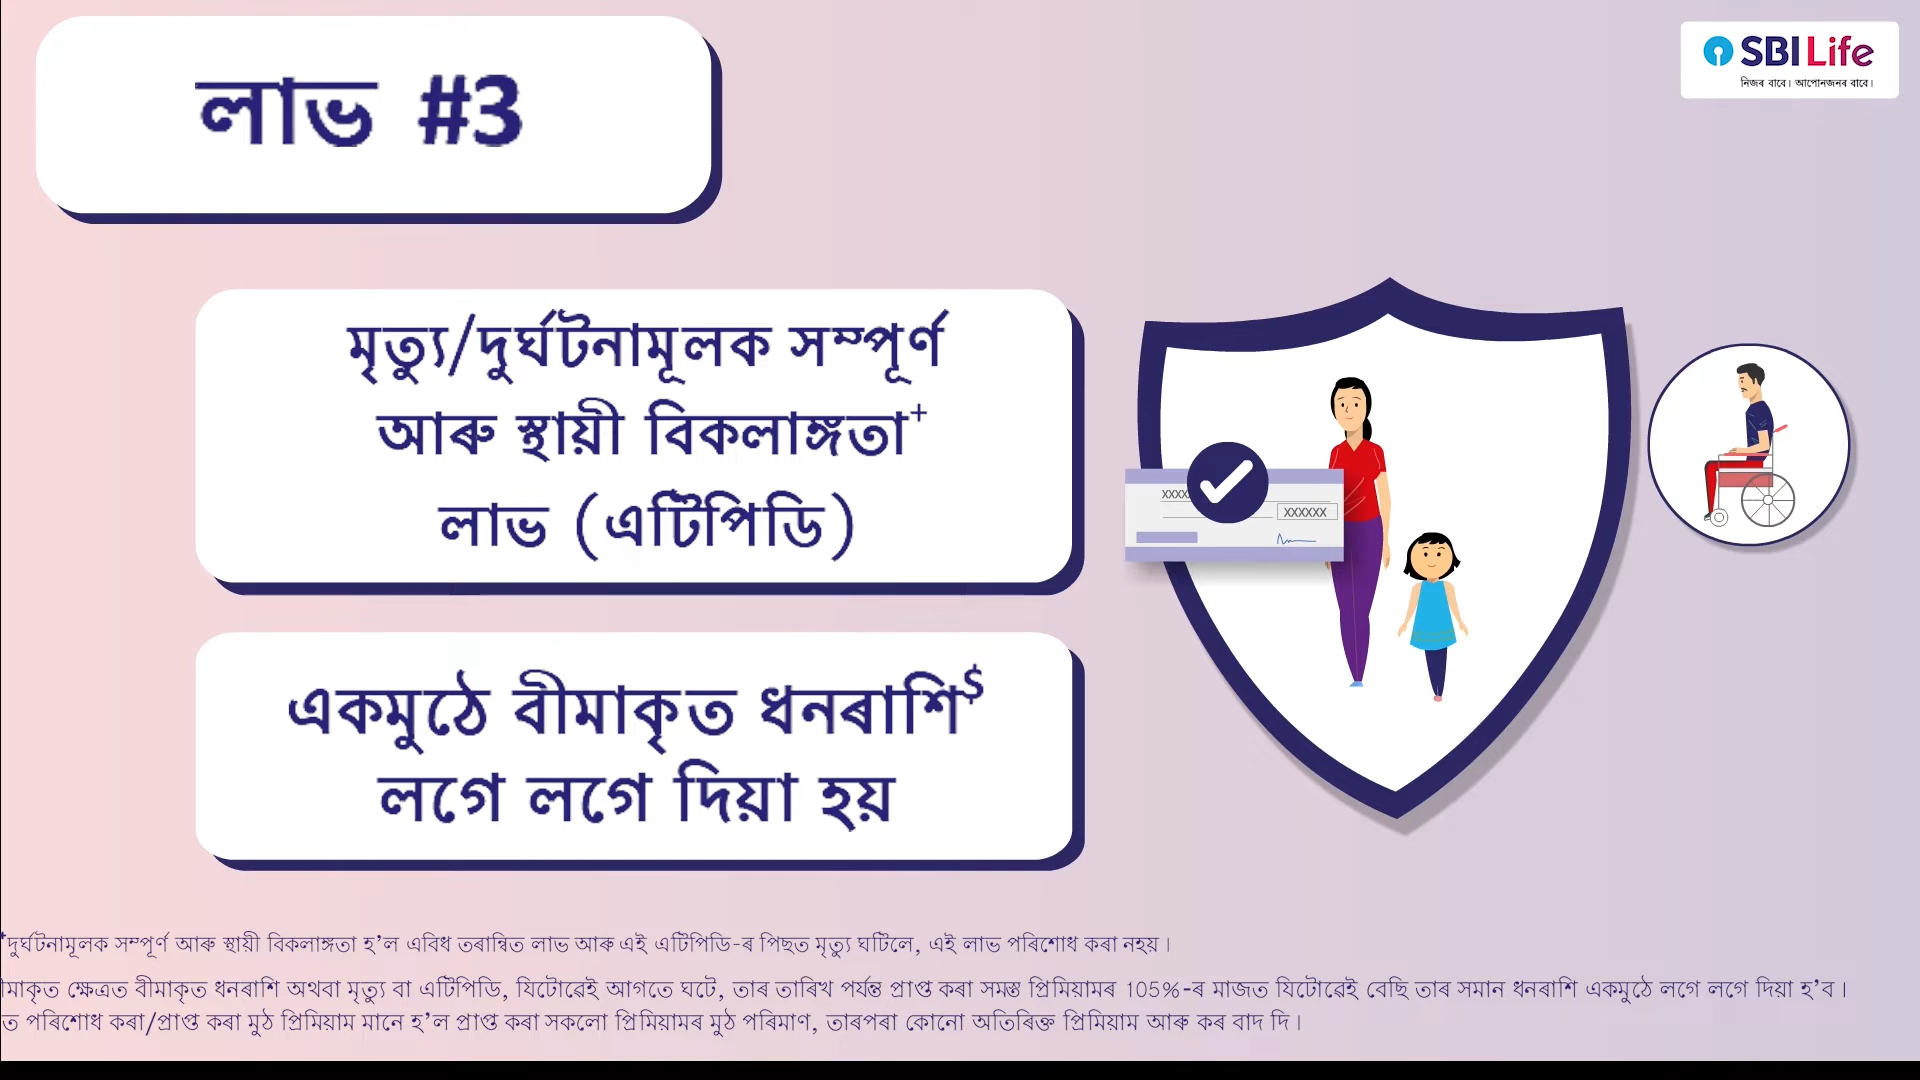 লাভ #3
SBI Life
নিজৰ বাবে। আপোনজনৰ বাবে।
মৃত্যু/দুৰ্ঘটনামূলক সম্পূৰ্ণ
আৰু স্থায়ী বিকলাঙ্গতা+
লাভ (এটিপিডি)
XXXX
XXXXXX
একমুঠে বীমাকৃত ধনৰাশি$
লগে লগে দিয়া হয়
+দুৰ্ঘটনামূলক সম্পূৰ্ণ আৰু স্থায়ী বিকলাঙ্গতা হ’ল এবিধ তৰান্বিত লাভ আৰু এই এটিপিডি-ৰ পিছত মৃত্যু ঘটিলে, এই লাভ পৰিশোধ কৰা নহয়।
ীমাকৃত ক্ষেত্ৰত বীমাকৃত ধনৰাশি অথবা মৃত্যু বা এটিপিডি, যিটোৱেই আগতে ঘটে, তাৰ তাৰিখ পৰ্যন্ত প্ৰাপ্ত কৰা সমস্ত প্ৰিমিয়ামৰ 105%-ৰ মাজত যিটোৱেই বেছি তাৰ সমান ধনৰাশি একমুঠে লগে লগে দিয়া হ’ব।
ত পৰিশোধ কৰা/প্ৰাপ্ত কৰা মুঠ প্ৰিমিয়াম মানে হ’ল প্ৰাপ্ত কৰা সকলো প্ৰিমিয়ামৰ মুঠ পৰিমাণ, তাৰপৰা কোনো অতিৰিক্ত প্ৰিমিয়াম আৰু কৰ বাদ দি।